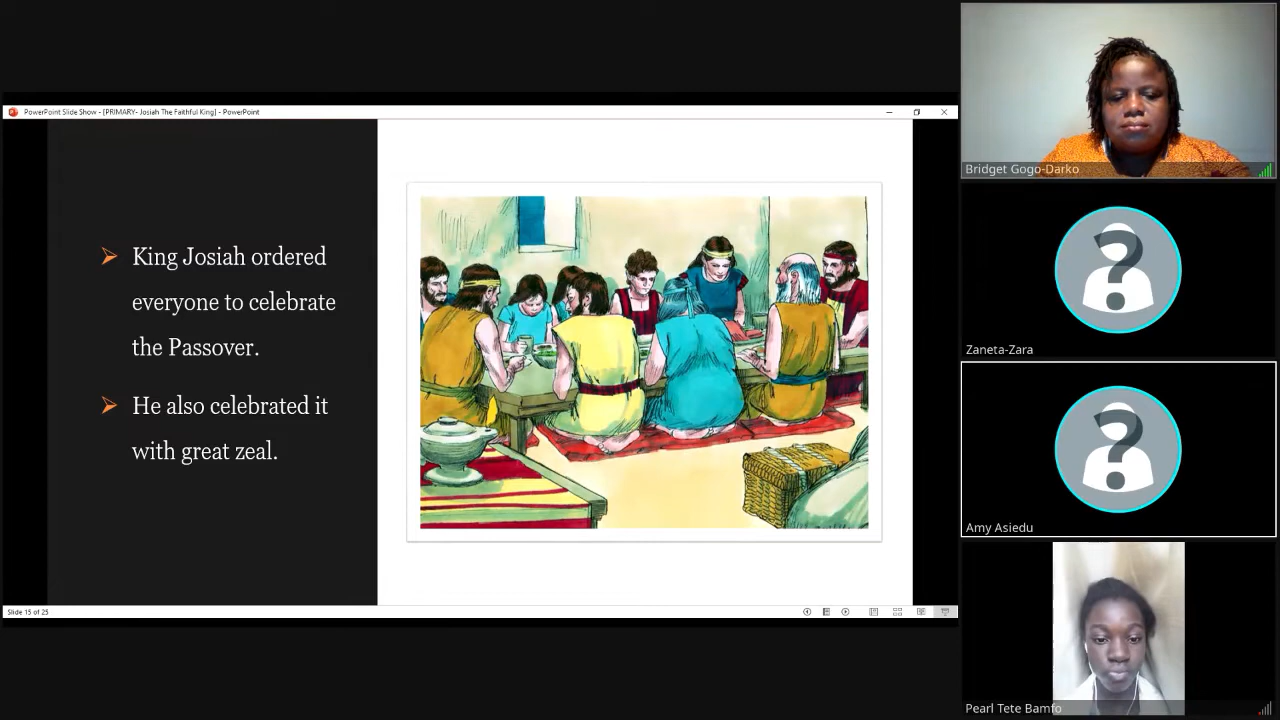 PowerPoint Slide Show - [PRIMARY- Josiah The Faithful King] - PowerPoint
King Josiah ordered
everyone to celebrate
the Passover.
He also celebrated it
with great zeal.
Slide 15 of 25
Bridget Gogo-Darko
Zaneta-Zara
Amy Asiedu
Pearl Tete Bamfo